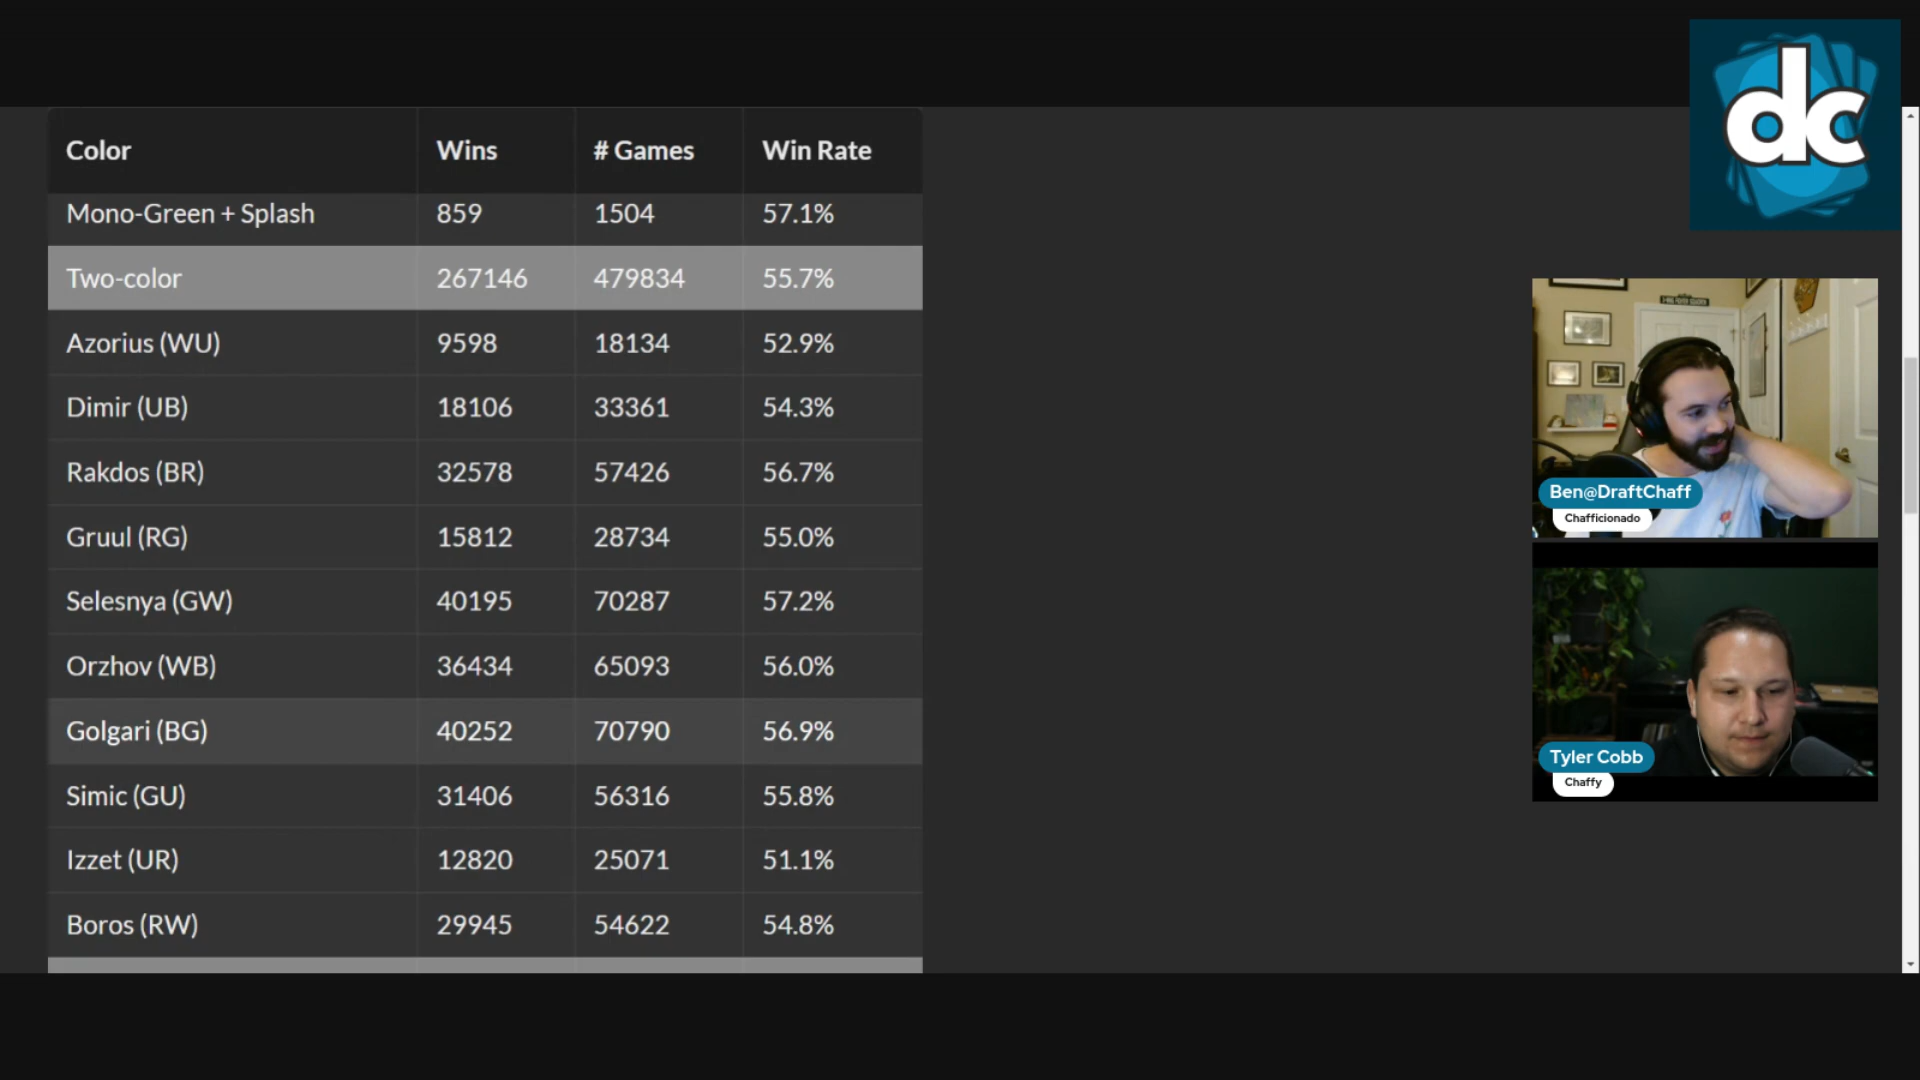 dc
Color Wins # Games Win Rate
Mono-Green + Splash 859 1504 57.1%
Two-color 267146 479834 55.7%
Azorius (WU) 9598 18134 52.9%
Dimir (UB) 18106 33361 54.3%
Rakdos (BR) 32578 57426 56.7%
Gruul (RG) 15812 28734 55.0%
Selesnya (GW) 40195 70287 57.2%
Orzhov (WB) 36434 65093 56.0%
Golgari (BG) 40252 70790 56.9%
Simic (GU) 31406 56316 55.8%
Izzet (UR) 12820 25071 51.1%
Boros (RW) 29945 54622 54.8%
Ben@DraftChaff
Chafficionado
Tyler Cobb
Chaffy